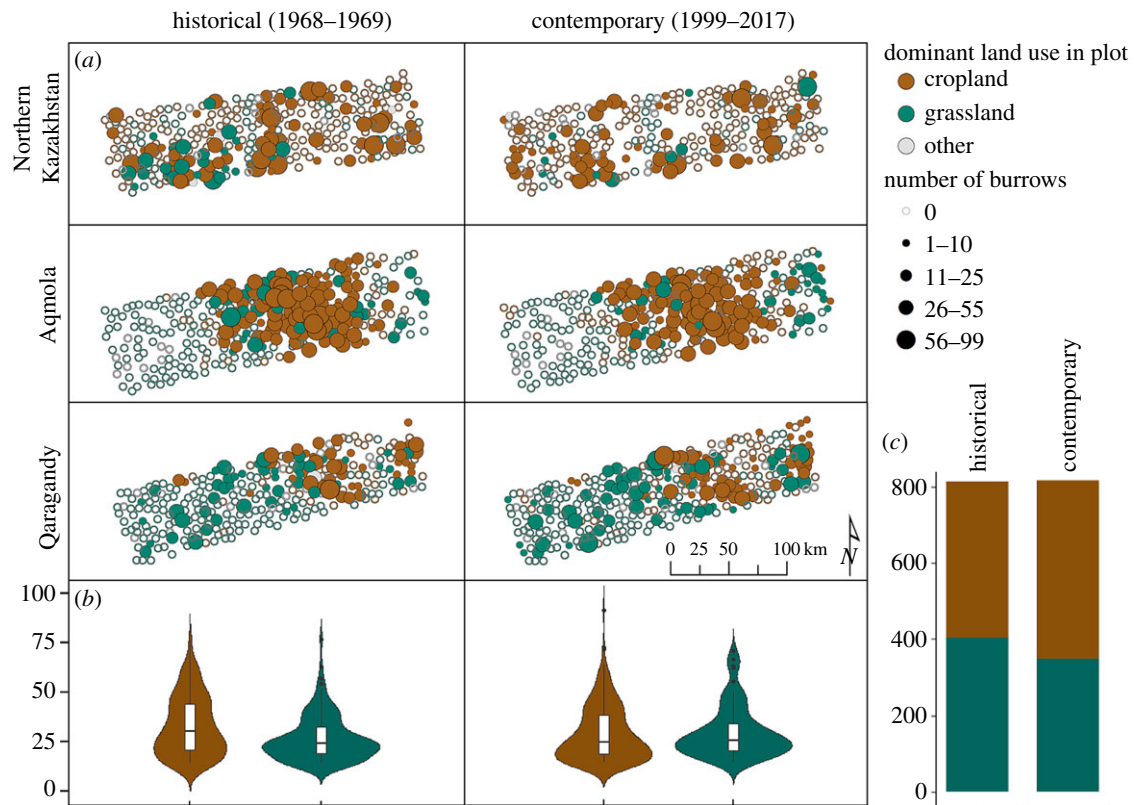 historical (1968–1969)
contemporary (1999–2017)
(a)
Northern
Kazakhstan
Aqmola
Qaragandy
0 25 50 100 km
N
dominant land use in plot
cropland
grassland
other
number of burrows
0
1–10
11–25
26–55
56–99
(b)
100
75
50
25
0
(c)
historical
contemporary
800
600
400
200
0